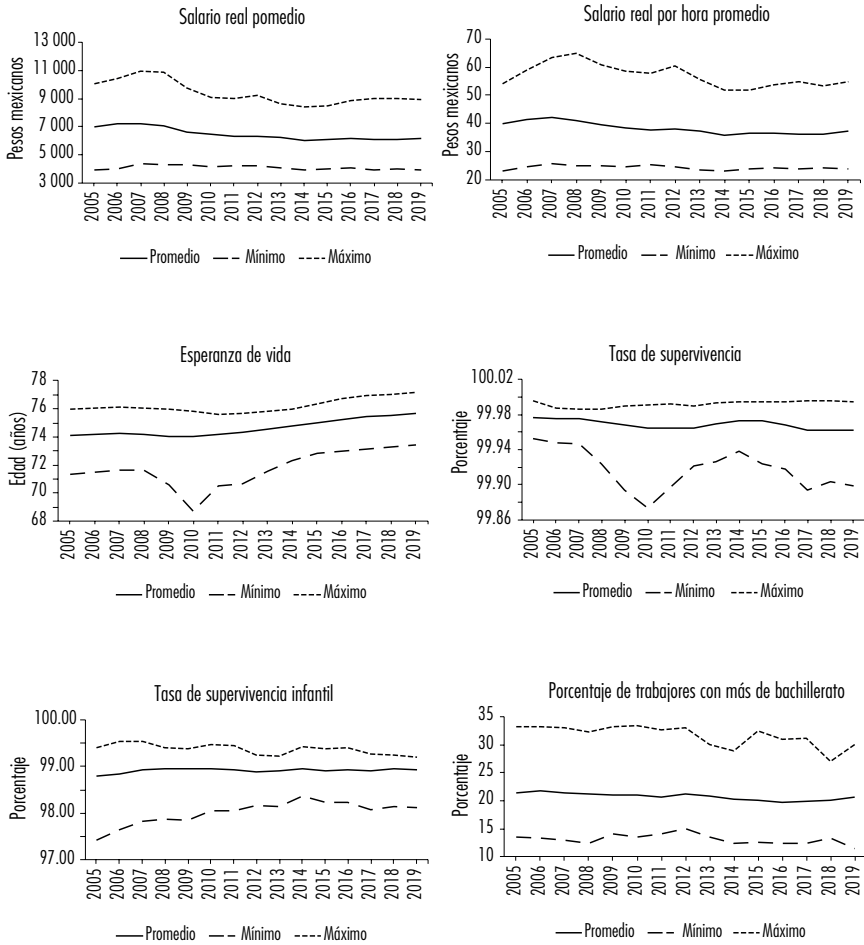 Salario real pomedio
Pesos mexicanos
13 000
11 000
9 000
7 000
5 000
3 000
2005 2006 2007 2008 2009 2010 2011 2012 2013 2014 2015 2016 2017 2018 2019
Promedio Mínimo Máximo
Salario real por hora promedio
Pesos mexicanos
70
60
50
40
30
20
2005 2006 2007 2008 2009 2010 2011 2012 2013 2014 2015 2016 2017 2018 2019
Promedio Mínimo Máximo
Esperanza de vida
Edad (años)
78
76
74
72
70
68
2005 2006 2007 2008 2009 2010 2011 2012 2013 2014 2015 2016 2017 2018 2019
Promedio Mínimo Máximo
Tasa de supervivencia
Porcentaje
100.02
99.98
99.94
99.90
99.86
2005 2006 2007 2008 2009 2010 2011 2012 2013 2014 2015 2016 2017 2018 2019
Promedio Mínimo Máximo
Tasa de supervivencia infantil
Porcentaje
100.00
99.00
98.00
97.00
2005 2006 2007 2008 2009 2010 2011 2012 2013 2014 2015 2016 2017 2018 2019
Promedio Mínimo Máximo
Porcentaje de trabajores con más de bachillerato
Porcentaje
35
30
25
20
15
10
2005 2006 2007 2008 2009 2010 2011 2012 2013 2014 2015 2016 2017 2018 2019
Promedio Mínimo Máximo